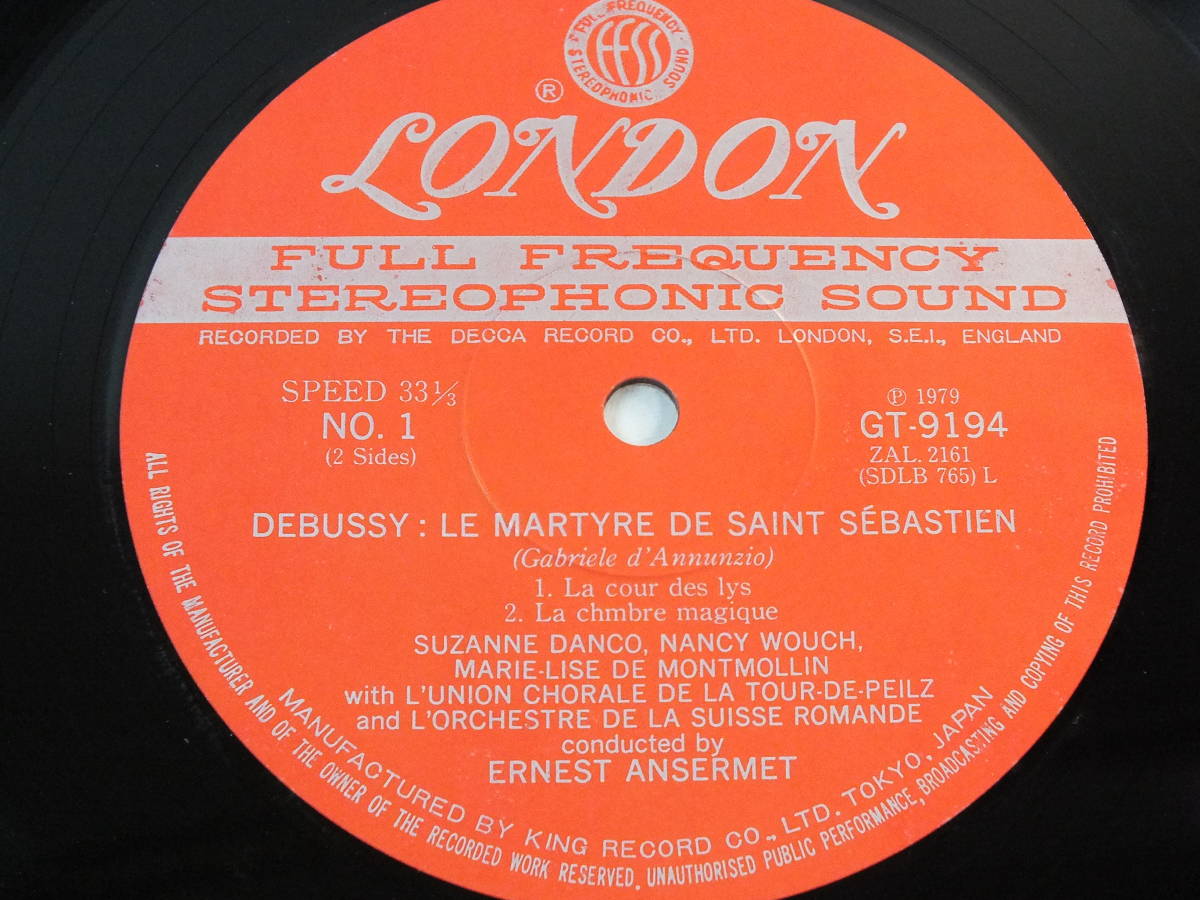 FULL FREQUENCY STEREOPHONIC SOUND
FFSS
®
LONDON
FULL FREQUENCY
STEREOPHONIC SOUND
RECORDED BY THE DECCA RECORD CO., LTD. LONDON, S.E.I., ENGLAND
SPEED 33⅓
NO. 1
(2 Sides)
℗ 1979
GT-9194
ZAL. 2161
(SDLB 765) L
DEBUSSY : LE MARTYRE DE SAINT SÉBASTIEN
(Gabriele d'Annunzio)
1. La cour des lys
2. La chmbre magique
SUZANNE DANCO, NANCY WOUCH,
MARIE-LISE DE MONTMOLLIN
with L'UNION CHORALE DE LA TOUR-DE-PEILZ
and L'ORCHESTRE DE LA SUISSE ROMANDE
conducted by
ERNEST ANSERMET
MANUFACTURED BY KING RECORD CO., LTD. TOKYO, JAPAN
ALL RIGHTS OF THE MANUFACTURER AND OF THE OWNER OF THE RECORDED WORK RESERVED, UNAUTHORISED PUBLIC PERFORMANCE, BROADCASTING AND COPYING OF THIS RECORD PROHIBITED